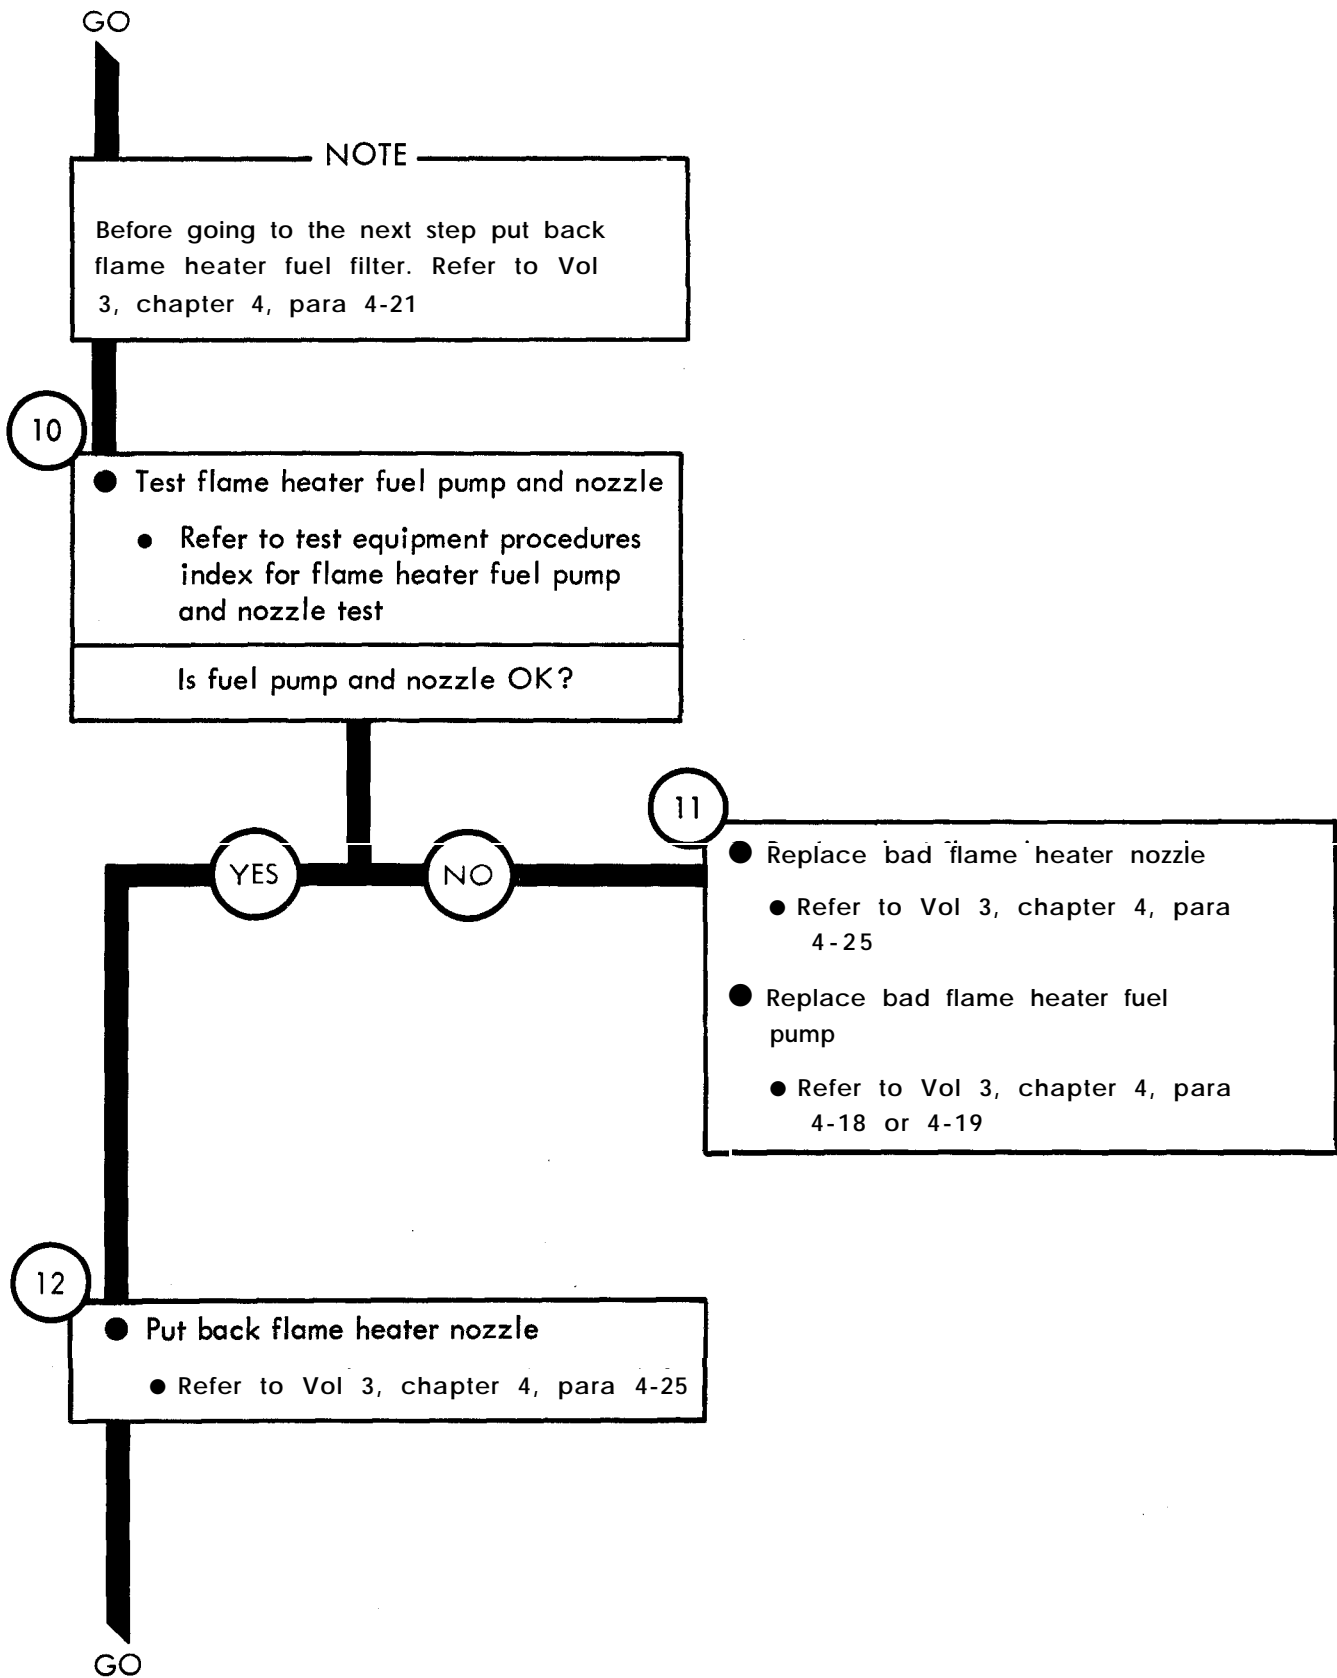 GO
NOTE
Before going to the next step put back
flame heater fuel filter. Refer to Vol
3, chapter 4, para 4-21
10
● Test flame heater fuel pump and nozzle
● Refer to test equipment procedures
index for flame heater fuel pump
and nozzle test
Is fuel pump and nozzle OK?
YES
NO
11
● Replace bad flame heater nozzle
● Refer to Vol 3, chapter 4, para
4-25
● Replace bad flame heater fuel
pump
● Refer to Vol 3, chapter 4, para
4-18 or 4-19
12
● Put back flame heater nozzle
● Refer to Vol 3, chapter 4, para 4-25
GO